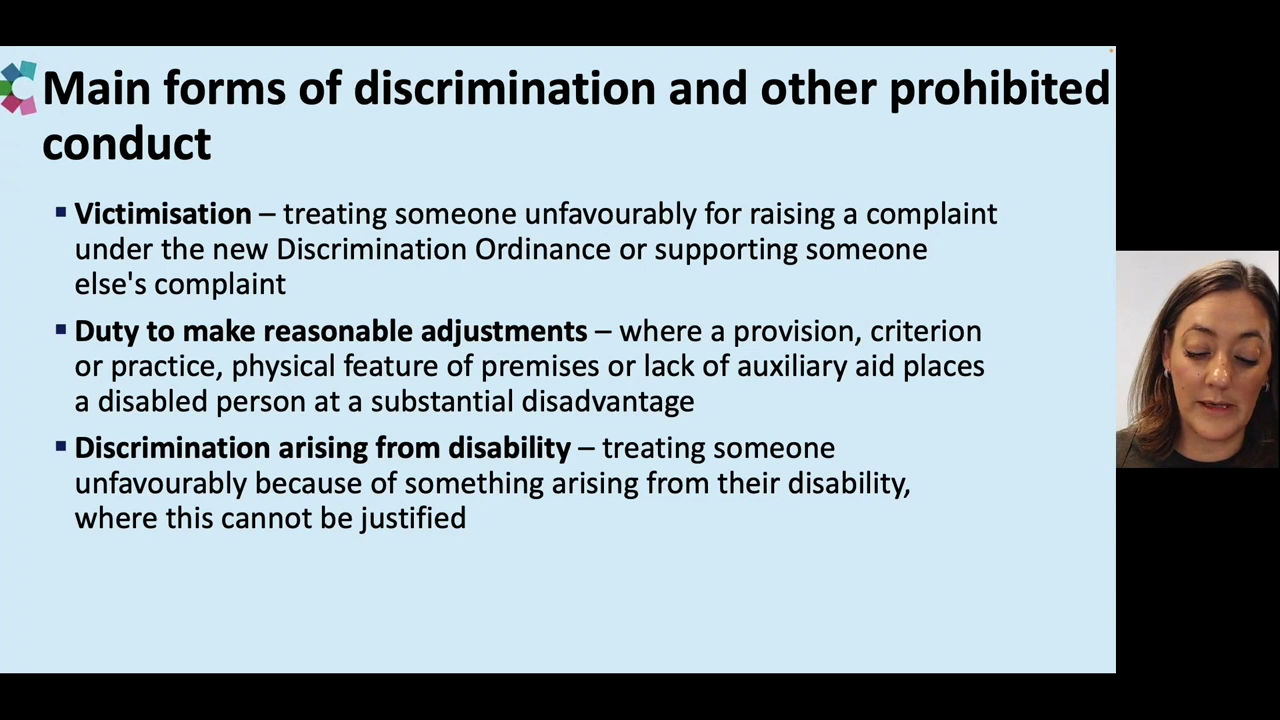 Main forms of discrimination and other prohibited
conduct
▪ Victimisation – treating someone unfavourably for raising a complaint
under the new Discrimination Ordinance or supporting someone
else's complaint
▪ Duty to make reasonable adjustments – where a provision, criterion
or practice, physical feature of premises or lack of auxiliary aid places
a disabled person at a substantial disadvantage
▪ Discrimination arising from disability – treating someone
unfavourably because of something arising from their disability,
where this cannot be justified